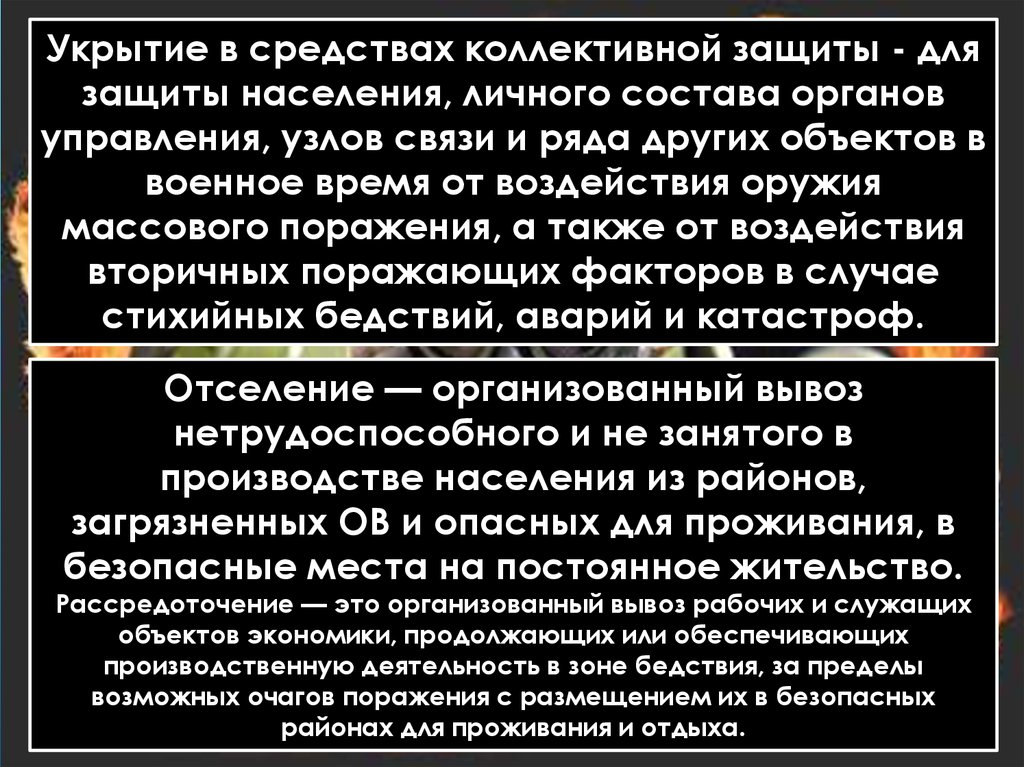 Укрытие в средствах коллективной защиты - для
защиты населения, личного состава органов
управления, узлов связи и ряда других объектов в
военное время от воздействия оружия
массового поражения, а также от воздействия
вторичных поражающих факторов в случае
стихийных бедствий, аварий и катастроф.
Отселение — организованный вывоз
нетрудоспособного и не занятого в
производстве населения из районов,
загрязненных ОВ и опасных для проживания, в
безопасные места на постоянное жительство.
Рассредоточение — это организованный вывоз рабочих и служащих
объектов экономики, продолжающих или обеспечивающих
производственную деятельность в зоне бедствия, за пределы
возможных очагов поражения с размещением их в безопасных
районах для проживания и отдыха.